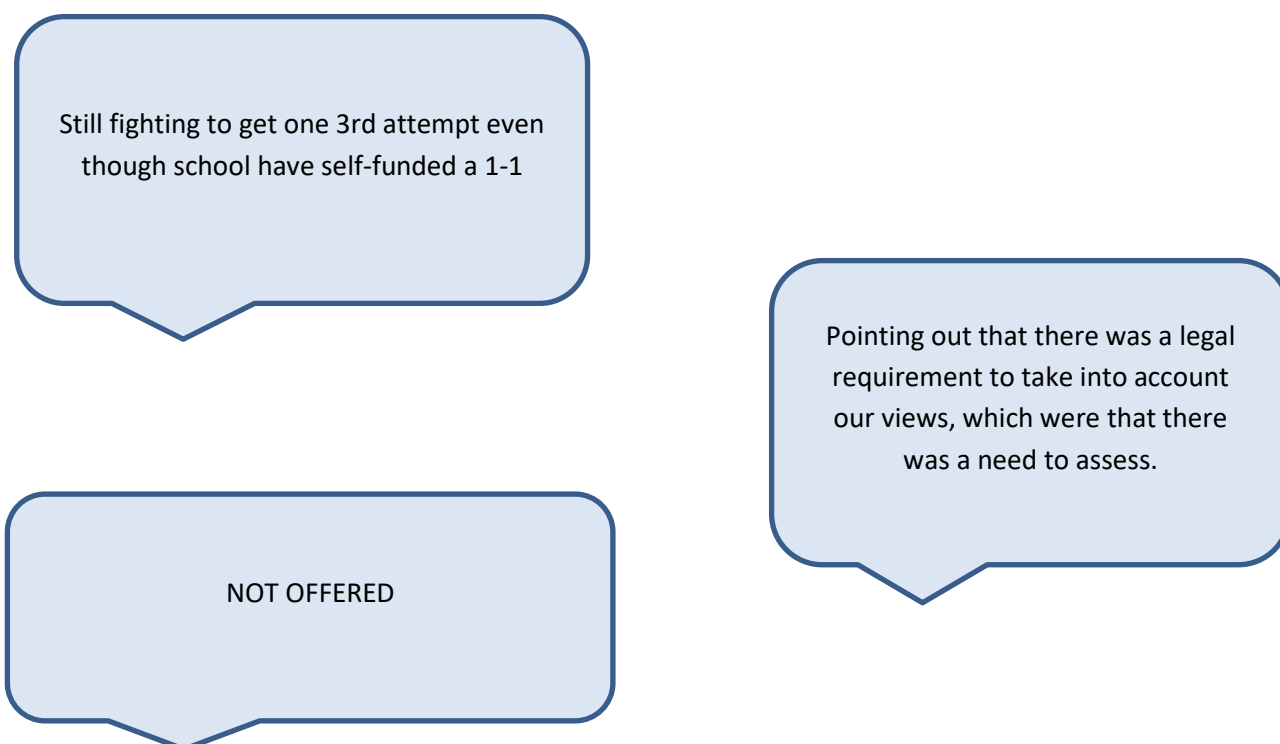 Still fighting to get one 3rd attempt even
though school have self-funded a 1-1
Pointing out that there was a legal
requirement to take into account
our views, which were that there
was a need to assess.
NOT OFFERED